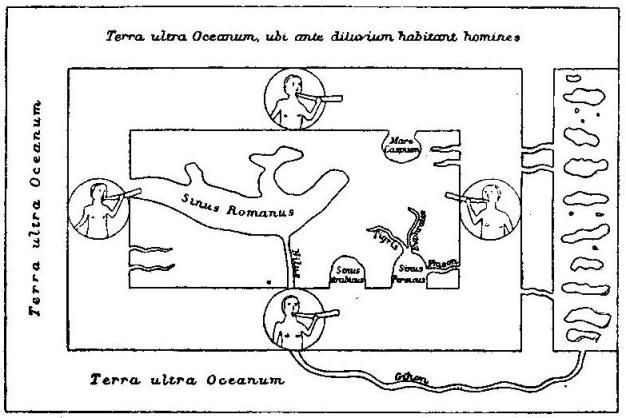 Terra ultra Oceanum, ubi ante diluvium habitant homines
Terra ultra Oceanum
Mare
Caspium
Sinus Romanus
Tigris
Eufrates
Nilus
Sinus
Arabicus
Sinus
Persicus
Phison
Terra ultra Oceanum
Gihon